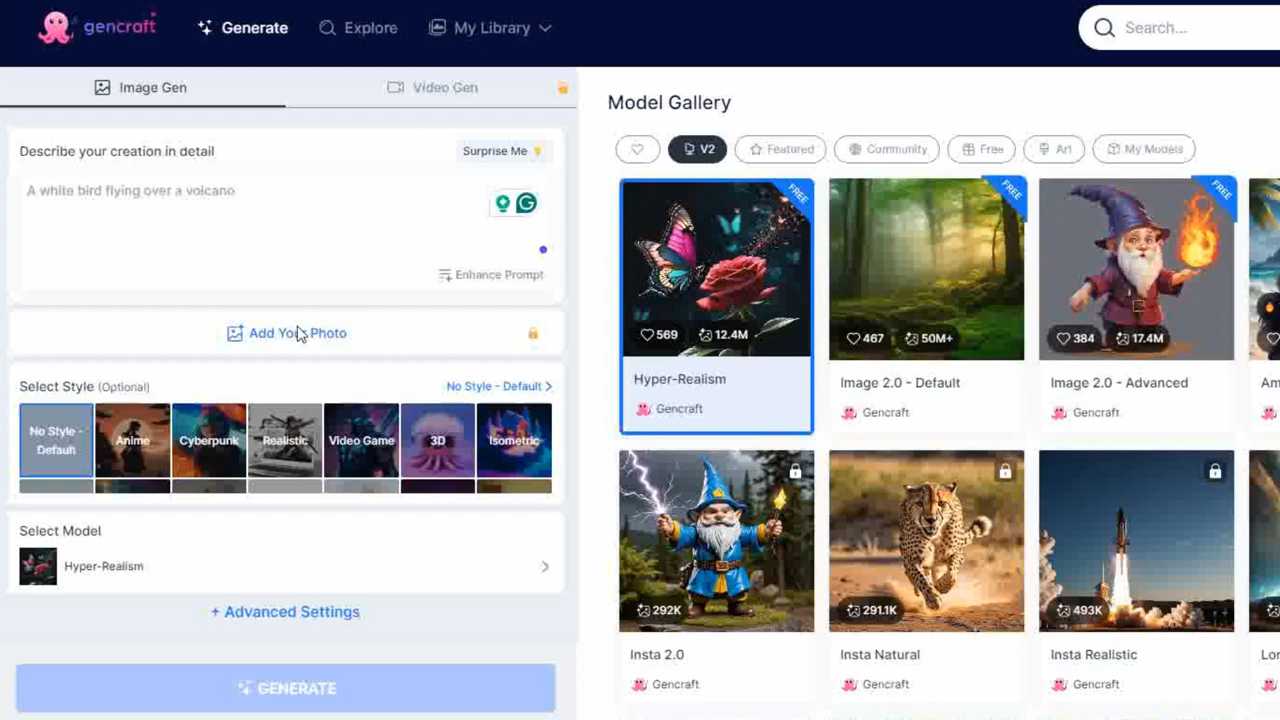 gencraft
Generate
Explore
My Library
Search...
Image Gen
Video Gen
Describe your creation in detail
Surprise Me
A white bird flying over a volcano
Enhance Prompt
Add Your Photo
Select Style (Optional)
No Style - Default >
No Style - Default
Anime
Cyberpunk
Realistic
Video Game
3D
Isometric
Select Model
Hyper-Realism
+ Advanced Settings
GENERATE
Model Gallery
V2
Featured
Community
Free
Art
My Models
FREE
569
12.4M
Hyper-Realism
Gencraft
FREE
467
50M+
Image 2.0 - Default
Gencraft
FREE
384
17.4M
Image 2.0 - Advanced
Gencraft
Am
292K
Insta 2.0
Gencraft
291.1K
Insta Natural
Gencraft
493K
Insta Realistic
Gencraft
Lor